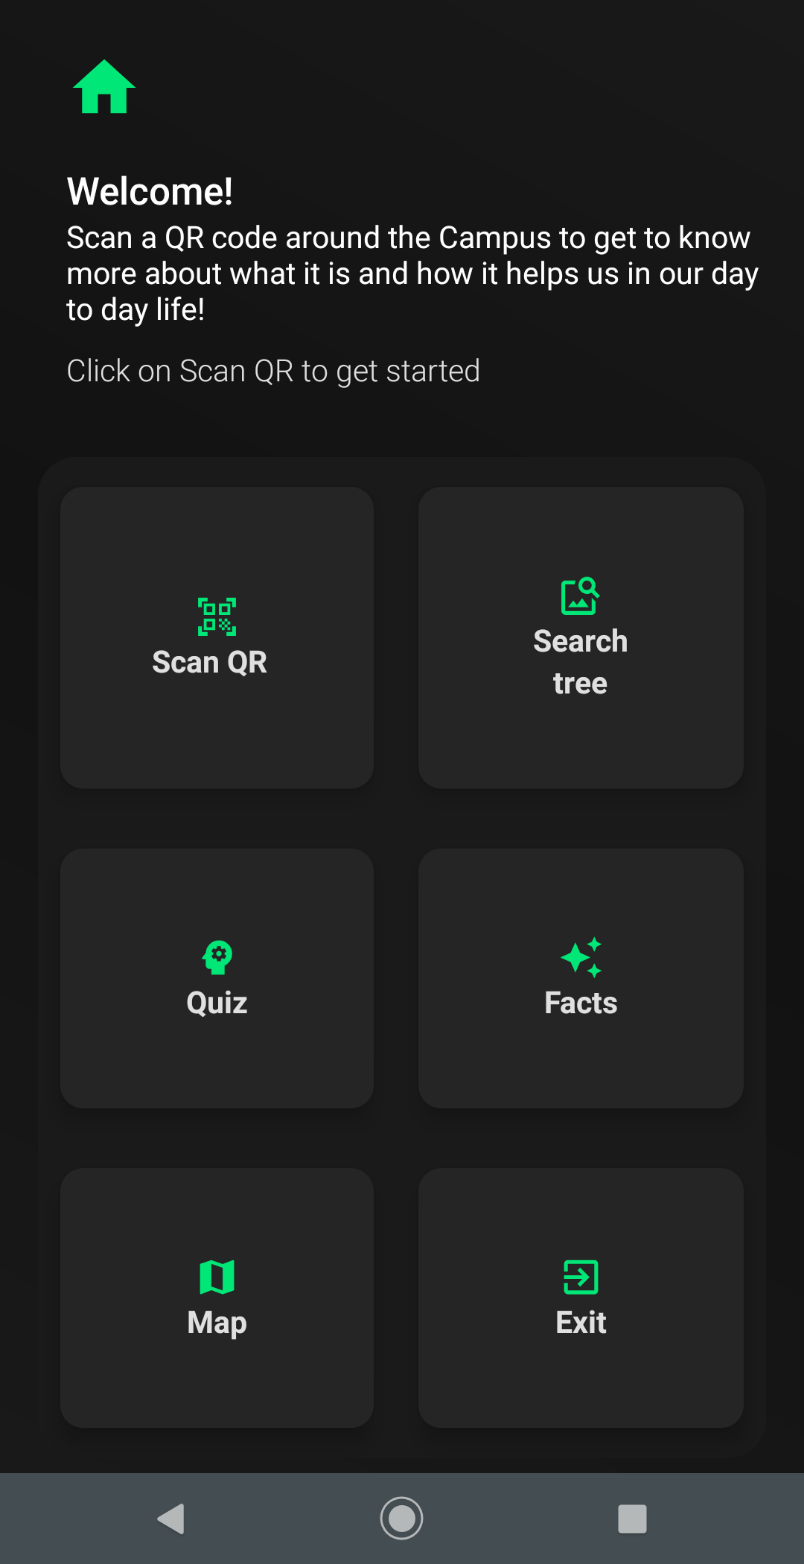 Welcome!
Scan a QR code around the Campus to get to know
more about what it is and how it helps us in our day
to day life!
Click on Scan QR to get started
Scan QR
Search
tree
Quiz
Facts
Map
Exit